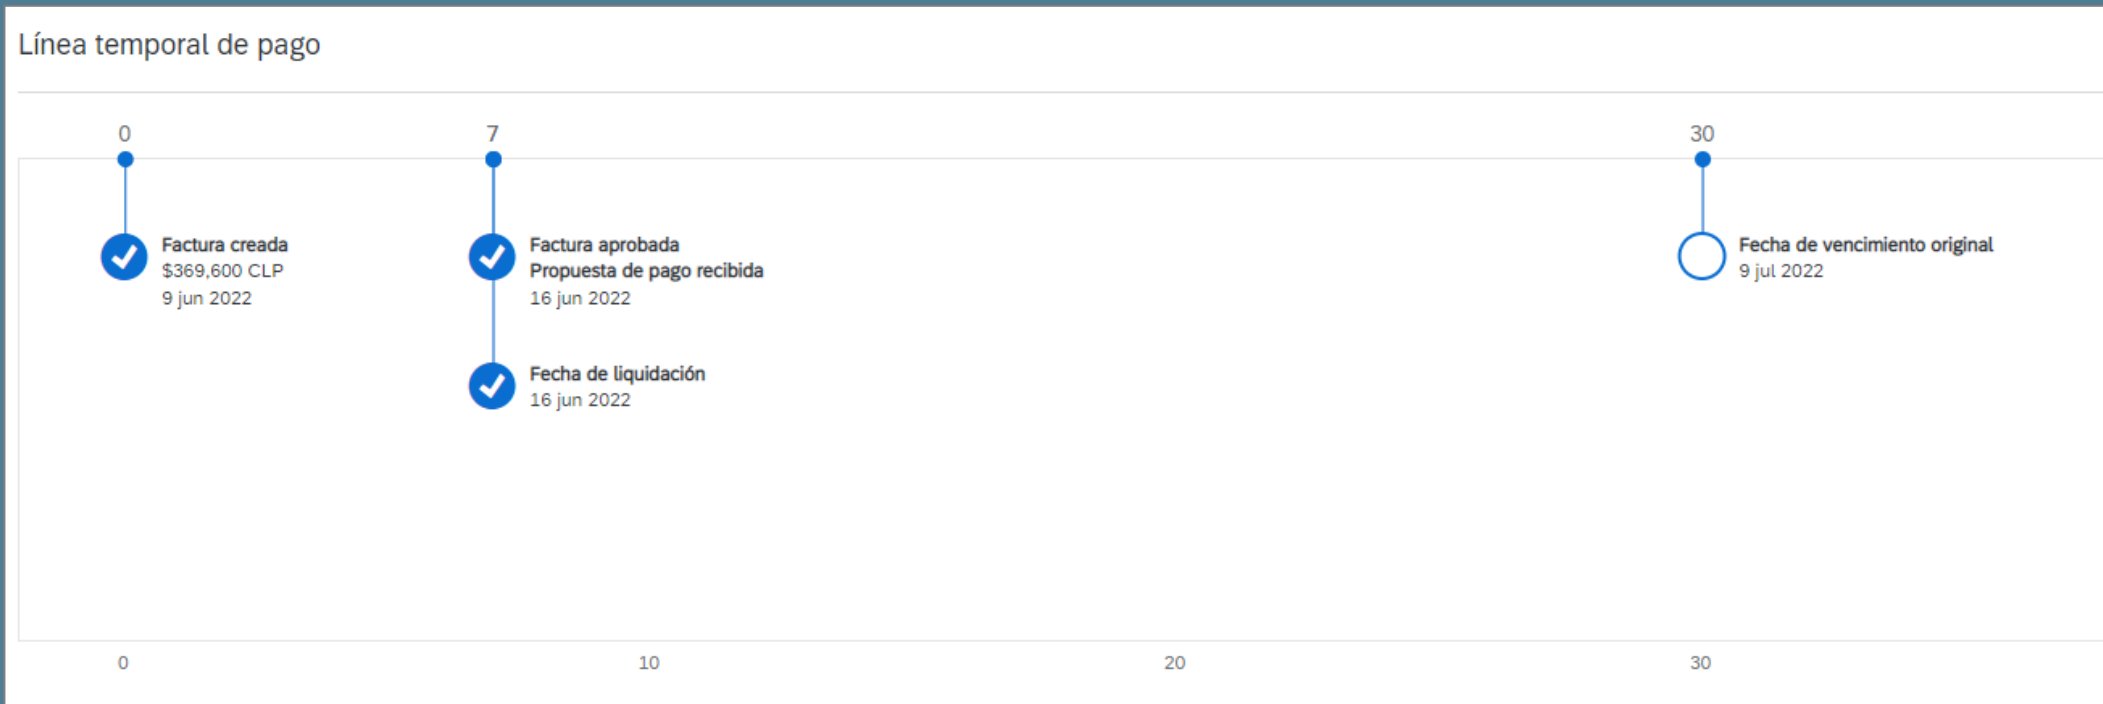 Línea temporal de pago
0
7
30
Factura creada
$369,600 CLP
9 jun 2022
Factura aprobada
Propuesta de pago recibida
16 jun 2022
Fecha de liquidación
16 jun 2022
Fecha de vencimiento original
9 jul 2022
0
10
20
30